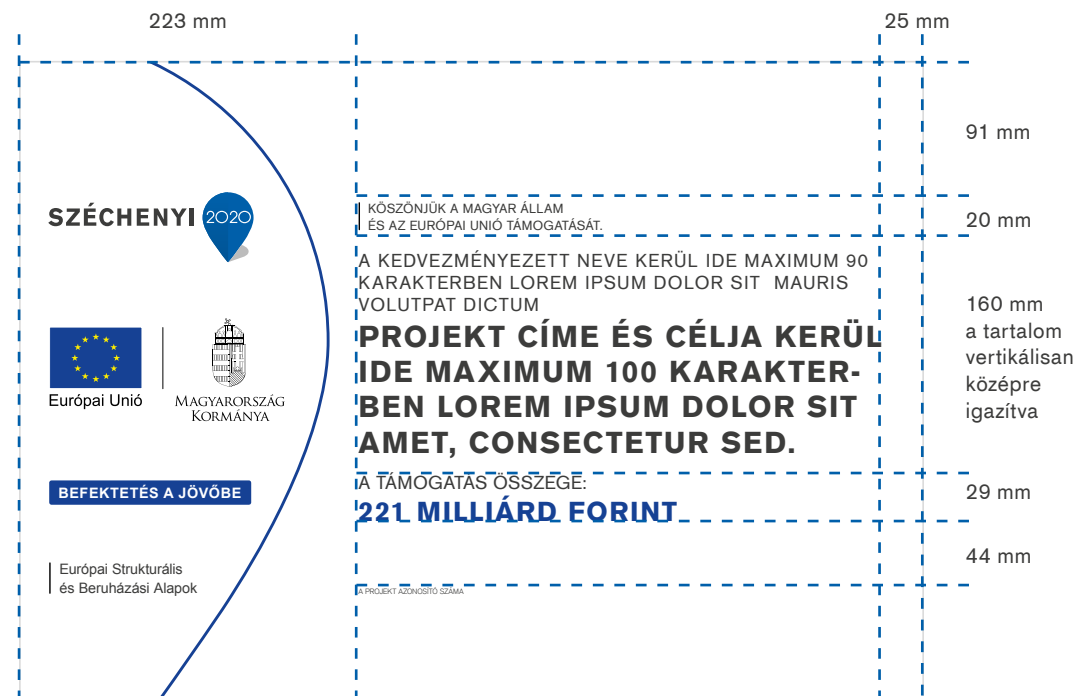 223 mm
25 mm
91 mm
SZÉCHENYI 2020
KÖSZÖNJÜK A MAGYAR ÁLLAM
ÉS AZ EURÓPAI UNIÓ TÁMOGATÁSÁT.
20 mm
A KEDVEZMÉNYEZETT NEVE KERÜL IDE MAXIMUM 90
KARAKTERBEN LOREM IPSUM DOLOR SIT MAURIS
VOLUTPAT DICTUM
PROJEKT CÍME ÉS CÉLJA KERÜL
IDE MAXIMUM 100 KARAKTER-
BEN LOREM IPSUM DOLOR SIT
AMET, CONSECTETUR SED.
160 mm
a tartalom
vertikálisan
középre
igazítva
Európai Unió
MAGYARORSZÁG
KORMÁNYA
BEFEKTETÉS A JÖVŐBE
A TÁMOGATÁS ÖSSZEGE:
221 MILLIÁRD FORINT
29 mm
44 mm
Európai Strukturális
és Beruházási Alapok
A PROJEKT AZONOSÍTÓ SZÁMA